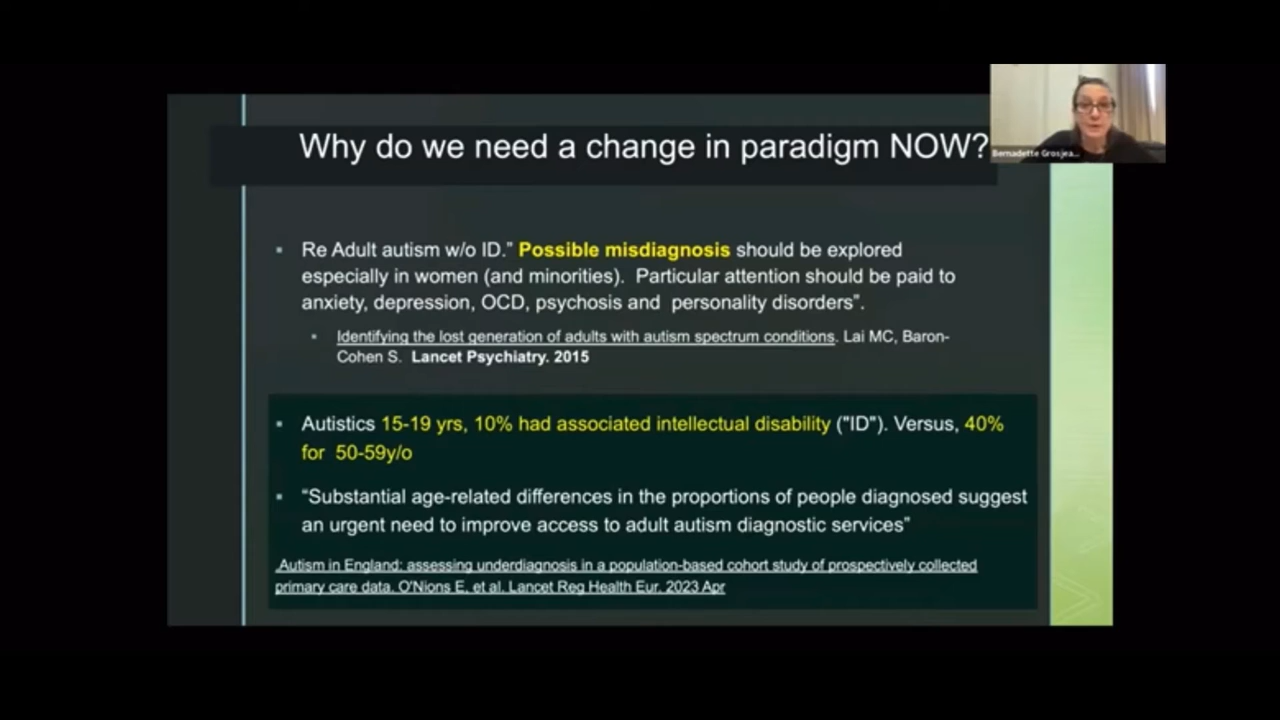 Why do we need a change in paradigm NOW?
Bernadette Grosjea...
▪ Re Adult autism w/o ID.” Possible misdiagnosis should be explored
especially in women (and minorities). Particular attention should be paid to
anxiety, depression, OCD, psychosis and personality disorders”.
▪ Identifying the lost generation of adults with autism spectrum conditions. Lai MC, Baron-
Cohen S. Lancet Psychiatry. 2015
▪ Autistics 15-19 yrs, 10% had associated intellectual disability ("ID"). Versus, 40%
for 50-59y/o
▪ “Substantial age-related differences in the proportions of people diagnosed suggest
an urgent need to improve access to adult autism diagnostic services”
.Autism in England: assessing underdiagnosis in a population-based cohort study of prospectively collected
primary care data. O'Nions E, et al. Lancet Reg Health Eur. 2023 Apr